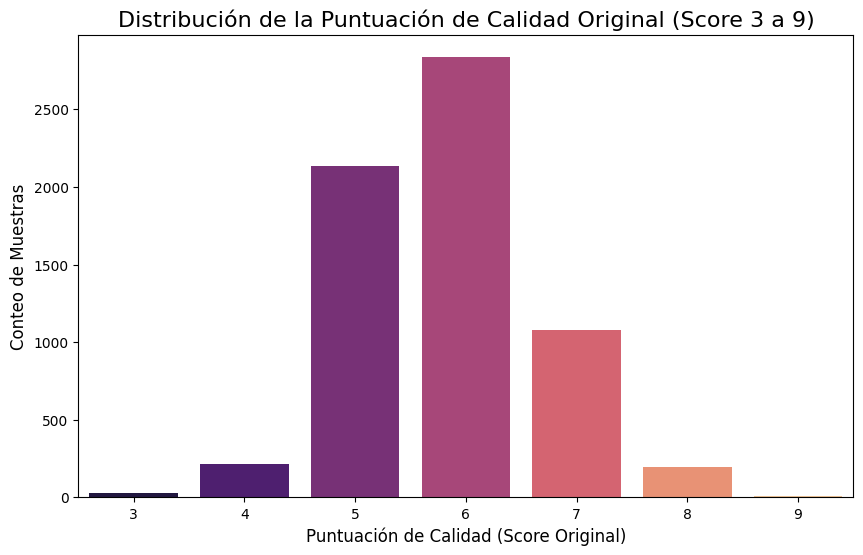 Distribución de la Puntuación de Calidad Original (Score 3 a 9)
Conteo de Muestras
2500
2000
1500
1000
500
0
3 4 5 6 7 8 9
Puntuación de Calidad (Score Original)